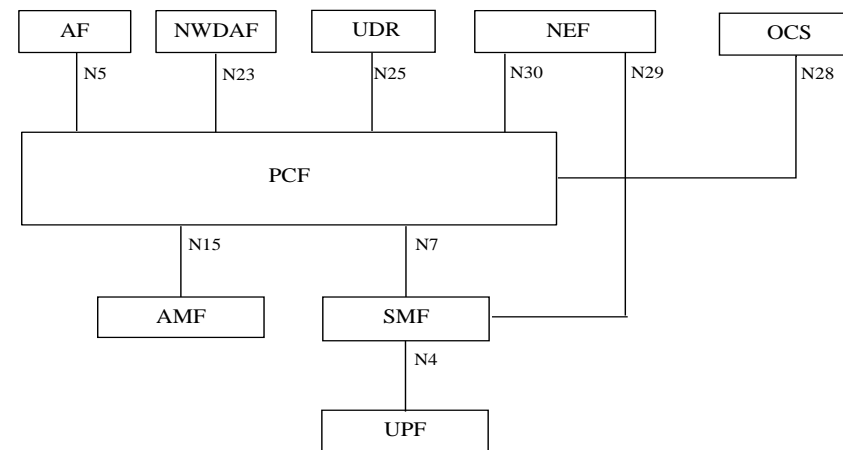 AF NWDAF UDR NEF OCS
N5 N23 N25 N30 N29 N28
PCF
N15 N7
AMF SMF
N4
UPF